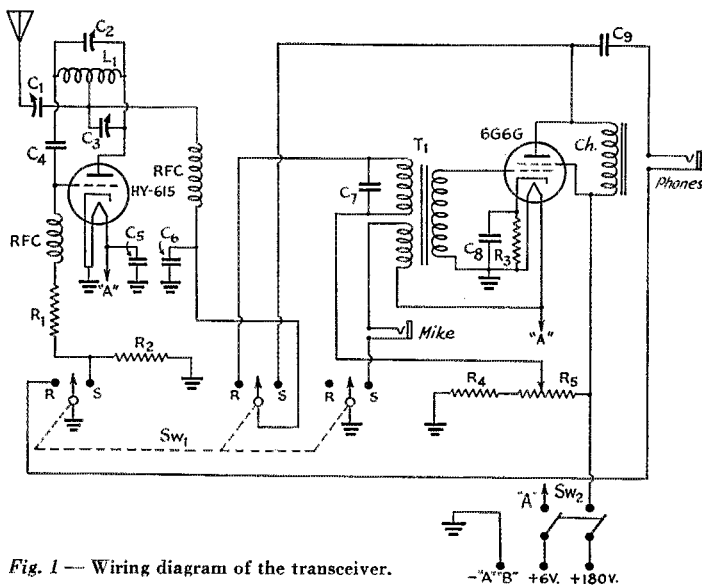 C2
L1
C1
C3
C4
HY-615
RFC
RFC
C5
C6
"A"
R1
R2
R
S
Sw1
R
S
T1
C7
6G6G
C8
R3
Ch.
C9
Phones
Mike
"A"
R
S
R4
R5
"A"
Sw2
-"A""B"
+6V.
+180V.
Fig. 1 — Wiring diagram of the transceiver.